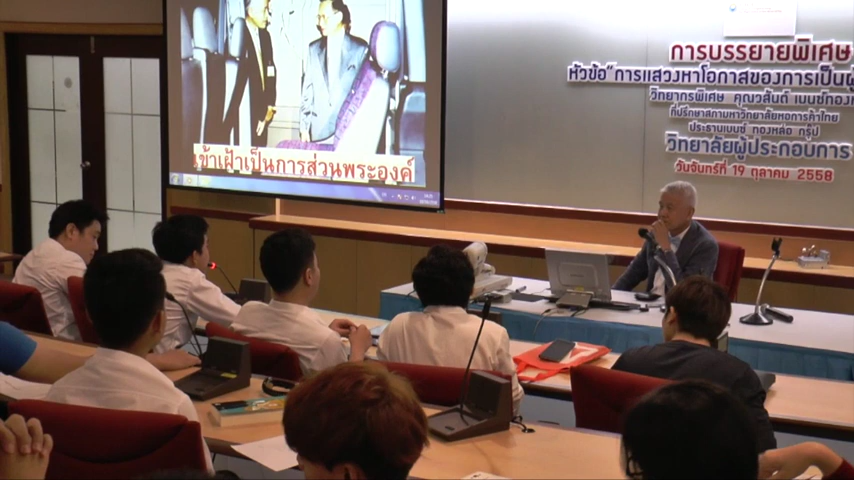 เข้าเฝ้าเป็นการส่วนพระองค์
การบรรยายพิเศษ
หัวข้อ"การแสวงหาโอกาสของการเป็นผู้
วิทยากรพิเศษ คุณวสันต์ เบนซ์ทองห
ที่ปรึกษาสภามหาวิทยาลัยหอการค้าไทย
ประธานเบนซ์ ทองหล่อ กรุ๊ป
วิทยาลัยผู้ประกอบการ
วันจันทร์ที่ 19 ตุลาคม 2558